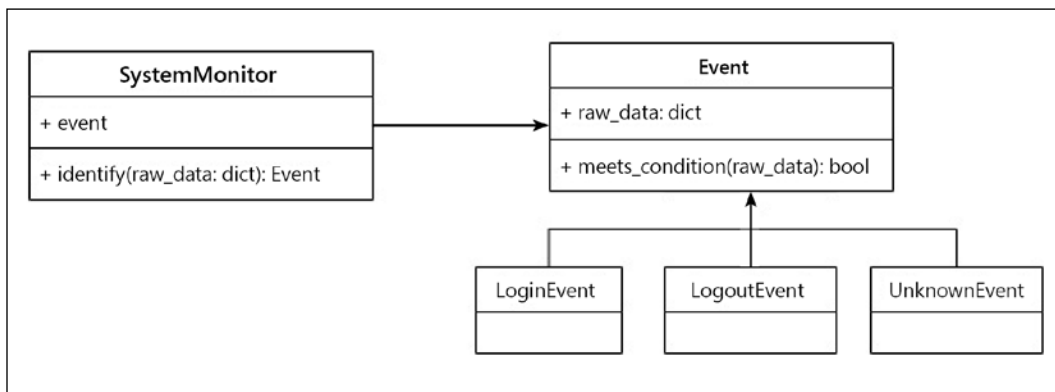 SystemMonitor
+ event
+ identify(raw_data: dict): Event
Event
+ raw_data: dict
+ meets_condition(raw_data): bool
LoginEvent
LogoutEvent
UnknownEvent